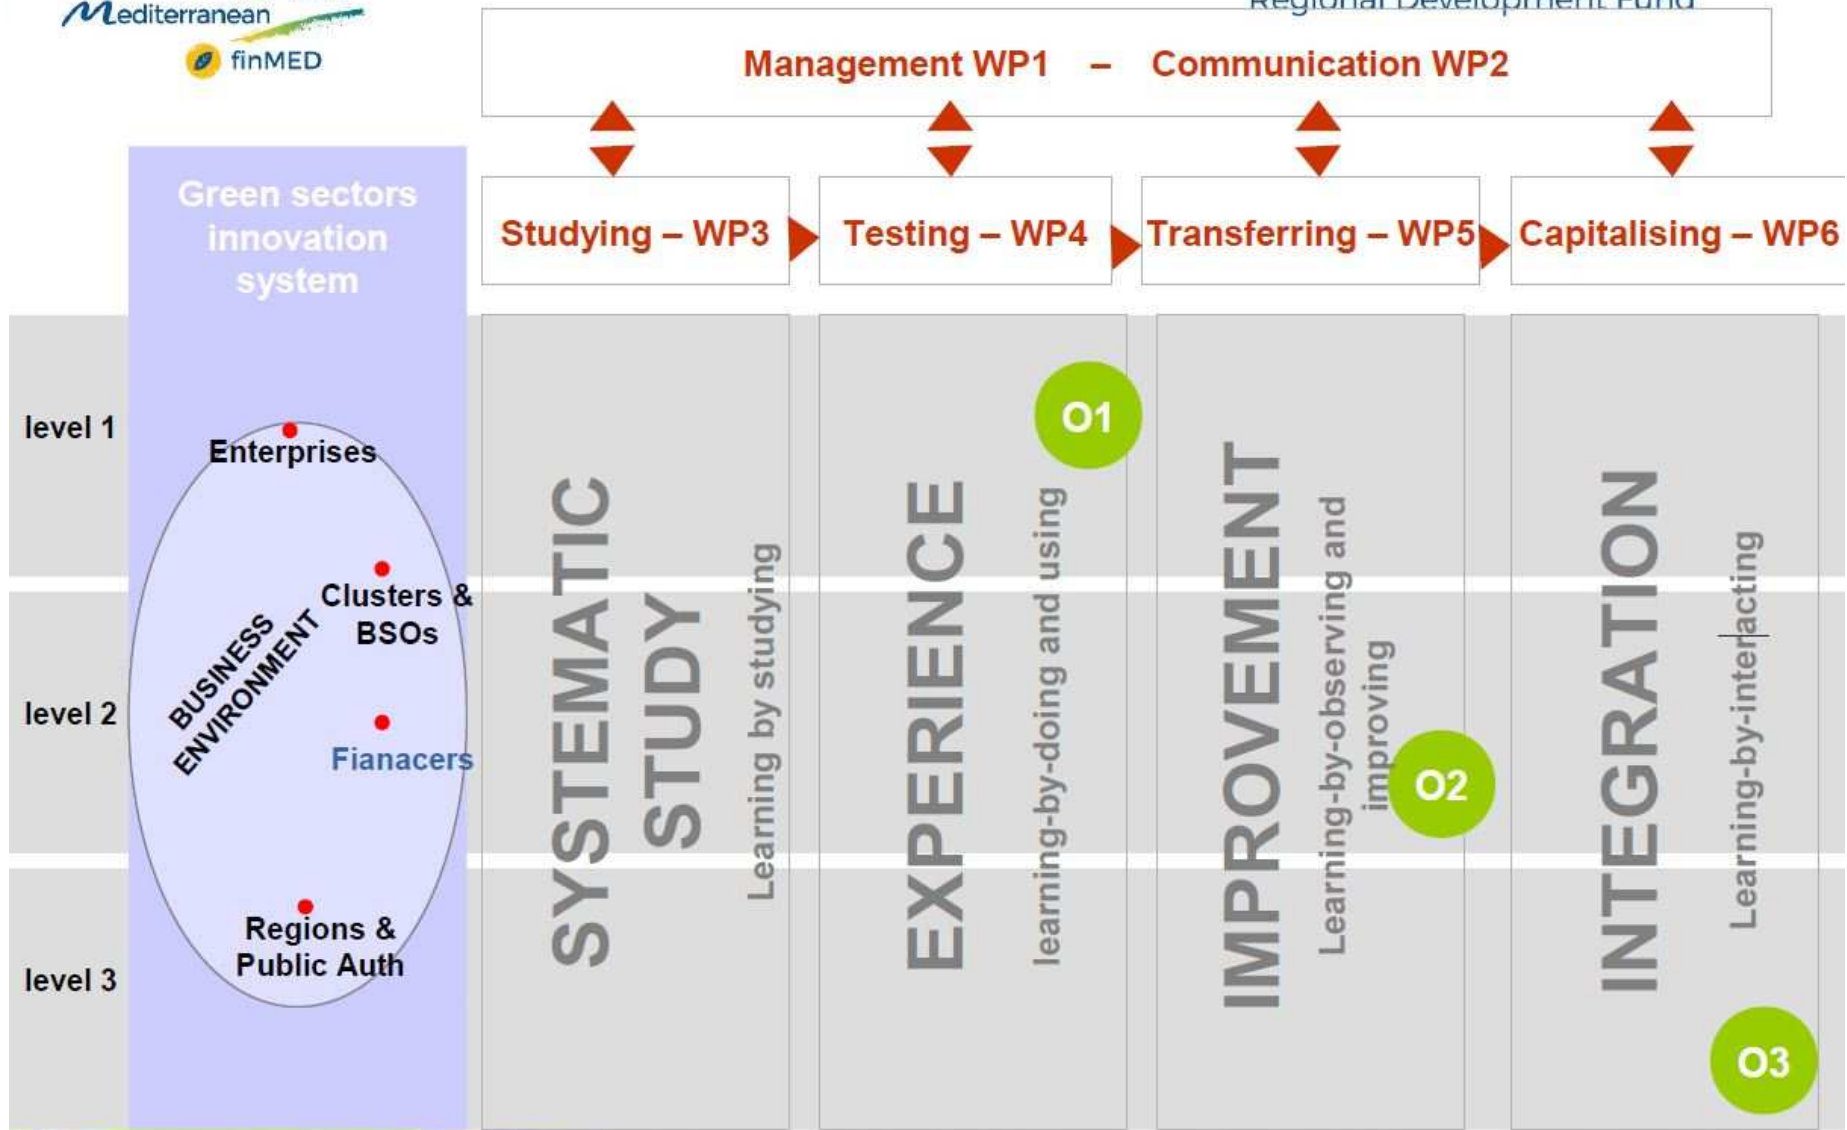 Mediterranean
finMED
Regional Development Fund
Management WP1 – Communication WP2
Green sectors
innovation
system
Studying – WP3
Testing – WP4
Transferring – WP5
Capitalising – WP6
level 1
level 2
level 3
Enterprises
Clusters &
BSOs
BUSINESS
ENVIRONMENT
Fianacers
Regions &
Public Auth
SYSTEMATIC
STUDY
Learning by studying
EXPERIENCE
learning-by-doing and using
O1
IMPROVEMENT
Learning-by-observing and
improving
O2
INTEGRATION
Learning-by-interacting
O3